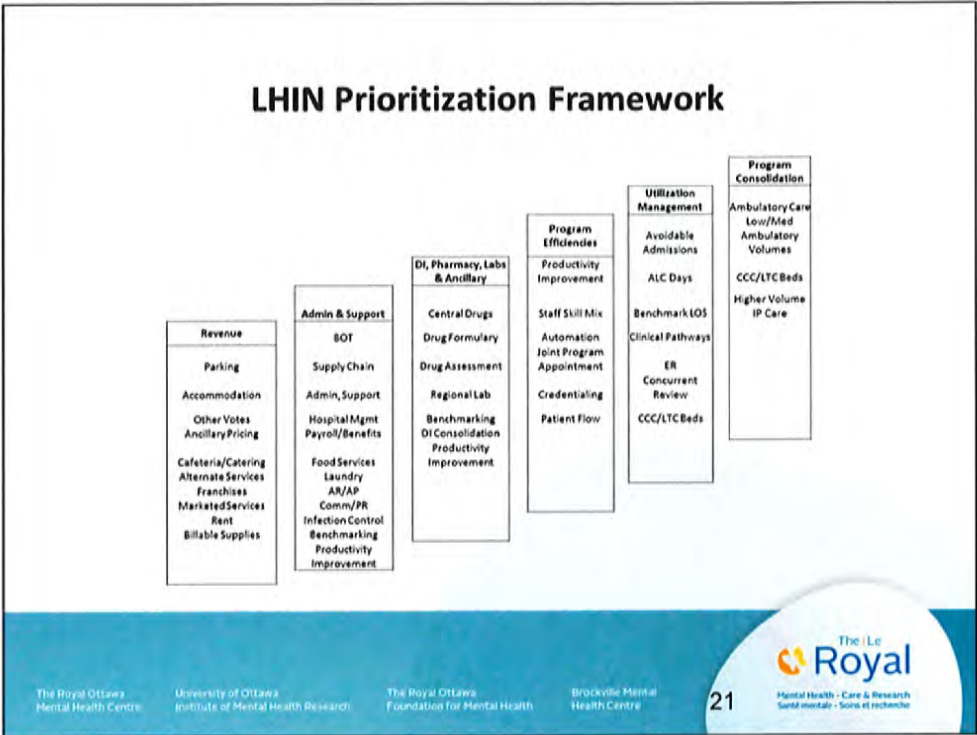 LHIN Prioritization Framework
Revenue
Parking
Accommodation
Other Votes
Ancillary Pricing
Cafeteria/Catering
Alternate Services
Franchises
Marketed Services
Rent
Billable Supplies
Admin & Support
BOT
Supply Chain
Admin, Support
Hospital Mgmt
Payroll/Benefits
Food Services
Laundry
AR/AP
Comm/PR
Infection Control
Benchmarking
Productivity
Improvement
DI, Pharmacy, Labs
& Ancillary
Central Drugs
Drug Formulary
Drug Assessment
Regional Lab
Benchmarking
DI Consolidation
Productivity
Improvement
Program
Efficiencies
Productivity
Improvement
Staff Skill Mix
Automation
Joint Program
Appointment
Credentialing
Patient Flow
Utilization
Management
Avoidable
Admissions
ALC Days
Benchmark LOS
Clinical Pathways
ER
Concurrent
Review
CCC/LTC Beds
Program
Consolidation
Ambulatory Care
Low/Med
Ambulatory
Volumes
CCC/LTC Beds
Higher Volume
IP Care
The Royal Ottawa
Mental Health Centre
University of Ottawa
Institute of Mental Health Research
The Royal Ottawa
Foundation for Mental Health
Brockville Mental
Health Centre
21
The | Le
Royal
Mental Health - Care & Research
Santé mentale - Soins et recherche